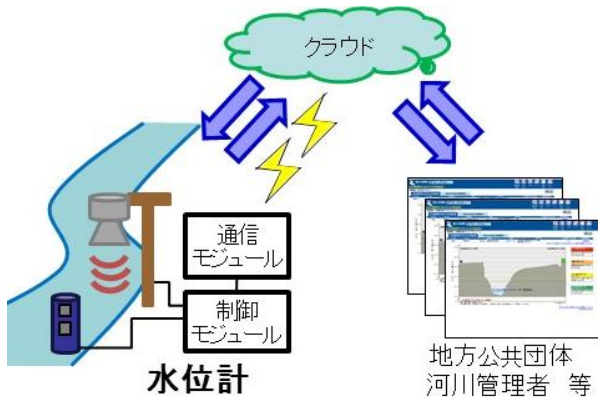 クラウド
通信
モジュール
制御
モジュール
水位計
地方公共団体
河川管理者 等